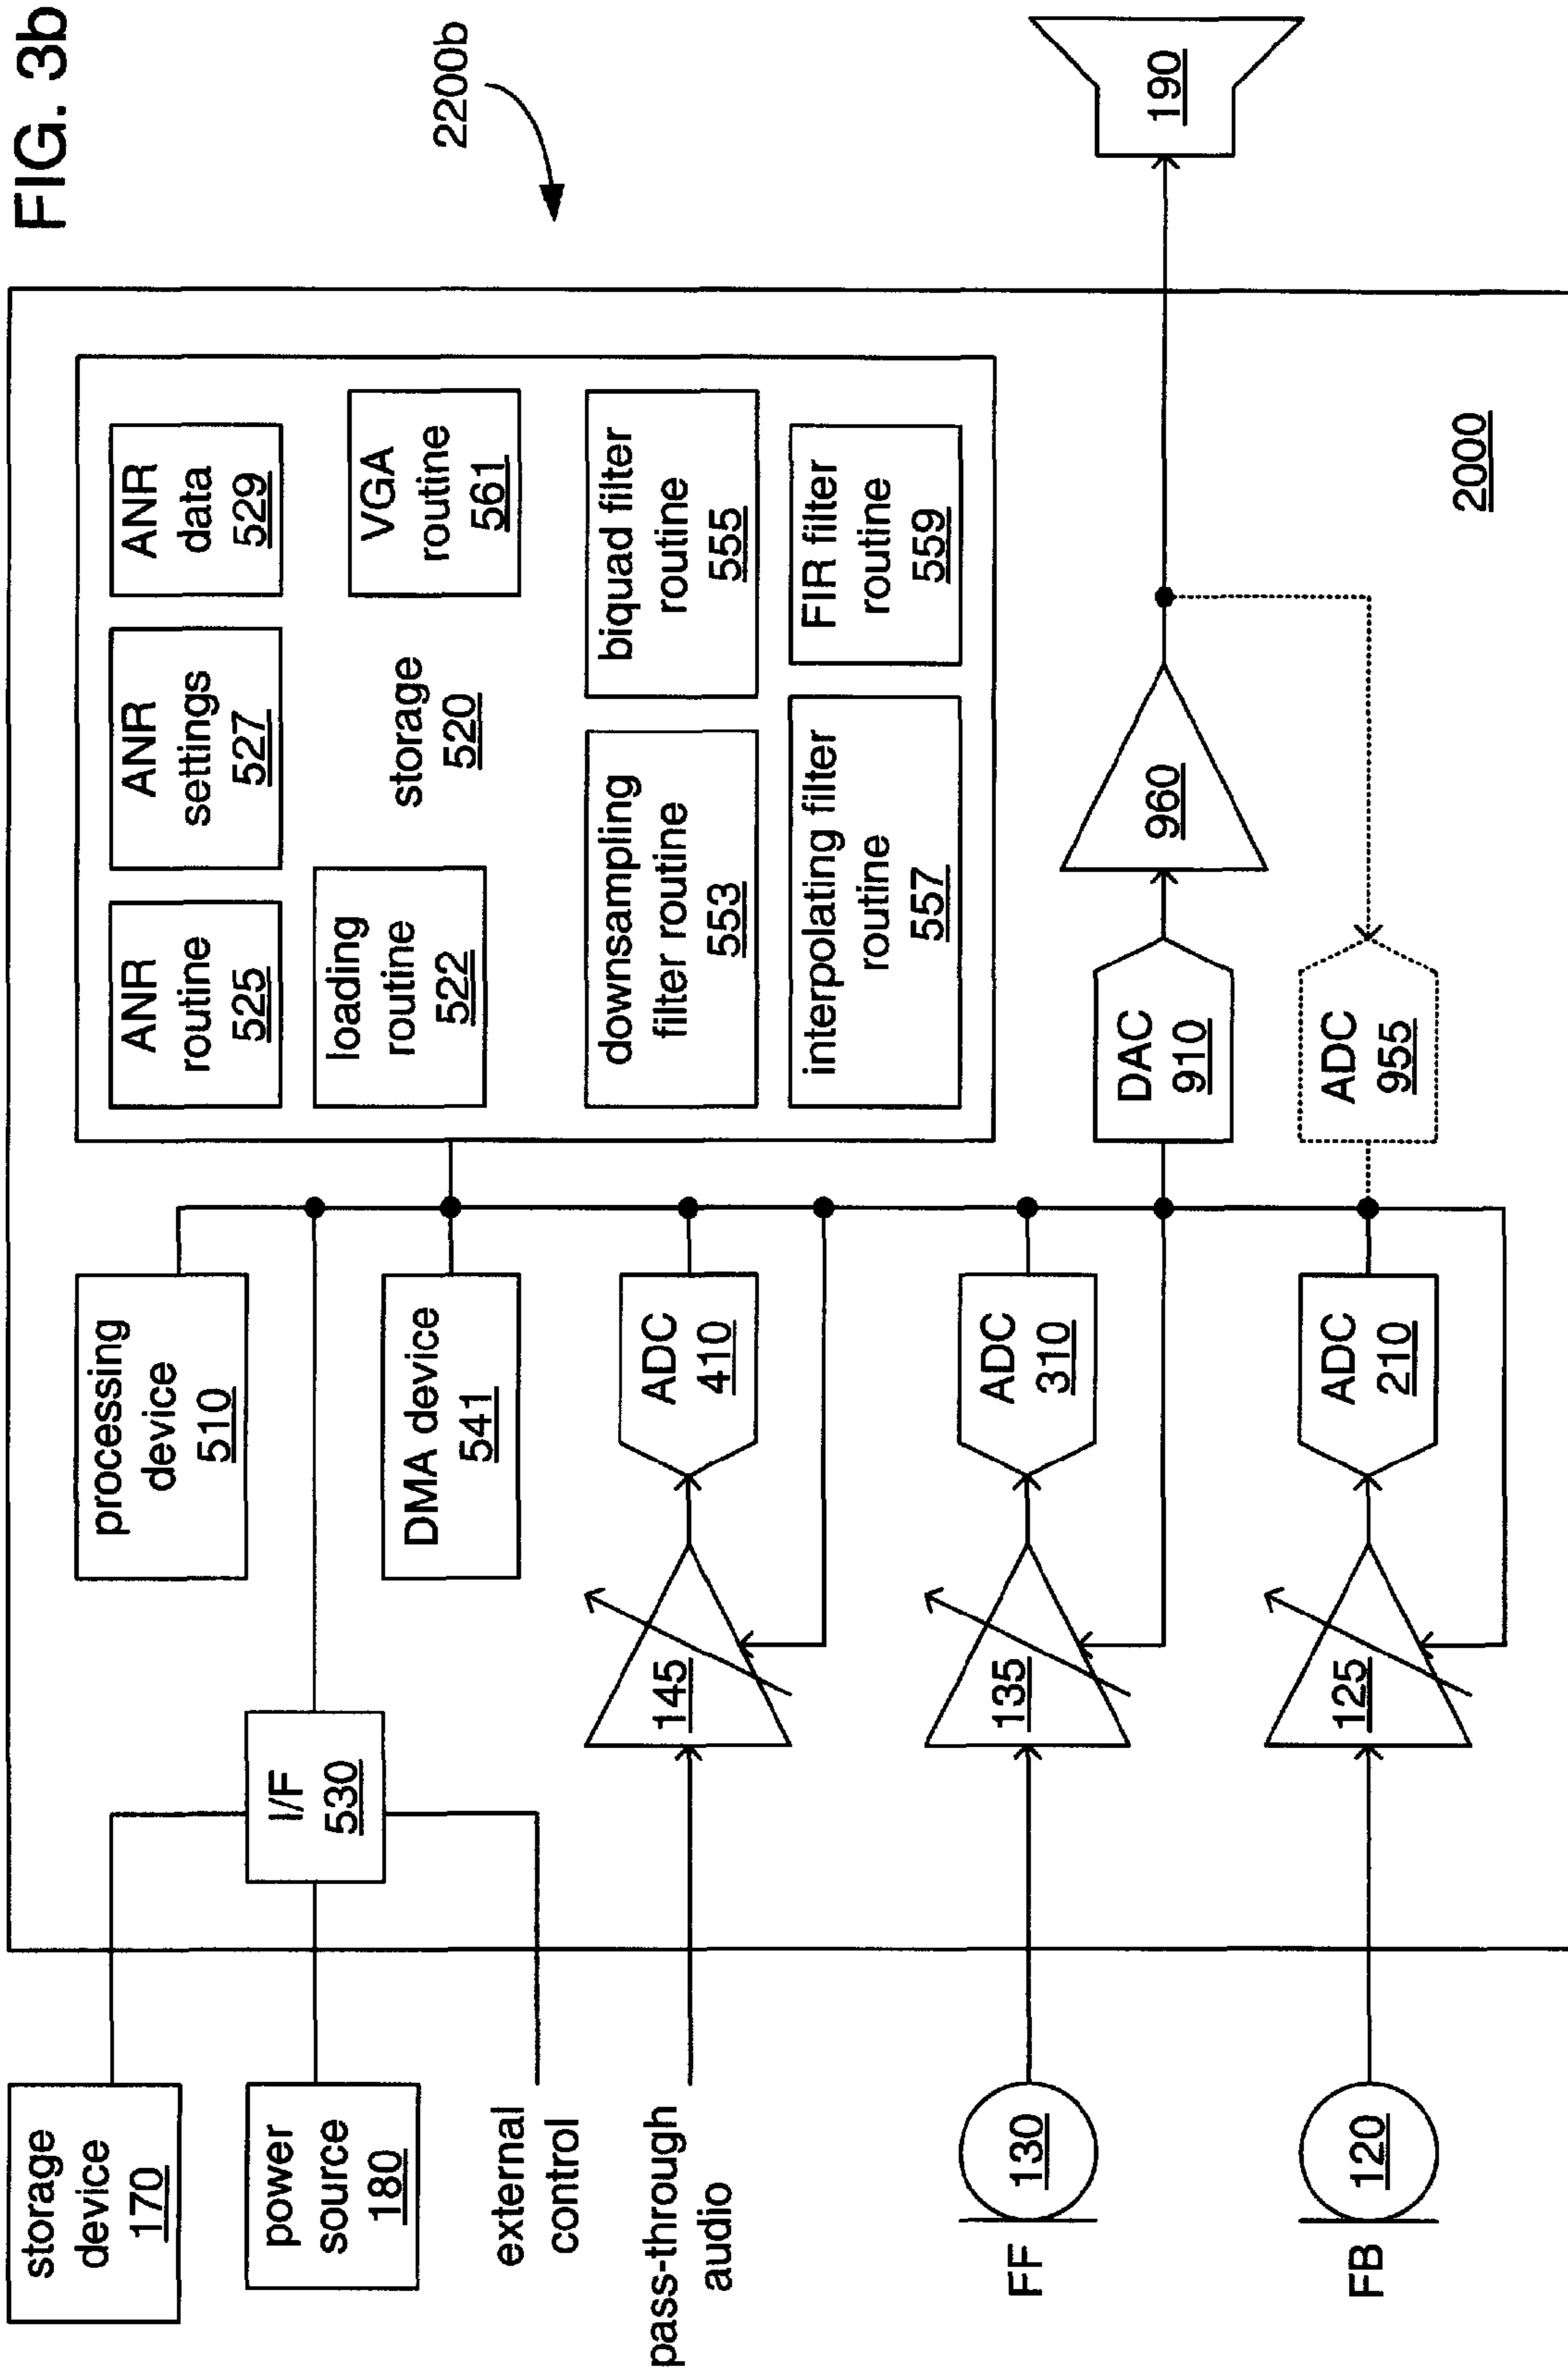 FIG. 3b
2200b
storage
device
170
power
source
180
external
control
pass-through
audio
FF
130
FB
120
I/F
530
processing
device
510
DMA device
541
145
ADC
410
135
ADC
310
125
ADC
210
ANR
routine
525
ANR
settings
527
ANR
data
529
loading
routine
522
storage
520
VGA
routine
561
downsampling
filter routine
553
biquad filter
routine
555
interpolating filter
routine
557
FIR filter
routine
559
DAC
910
960
ADC
955
190
2000